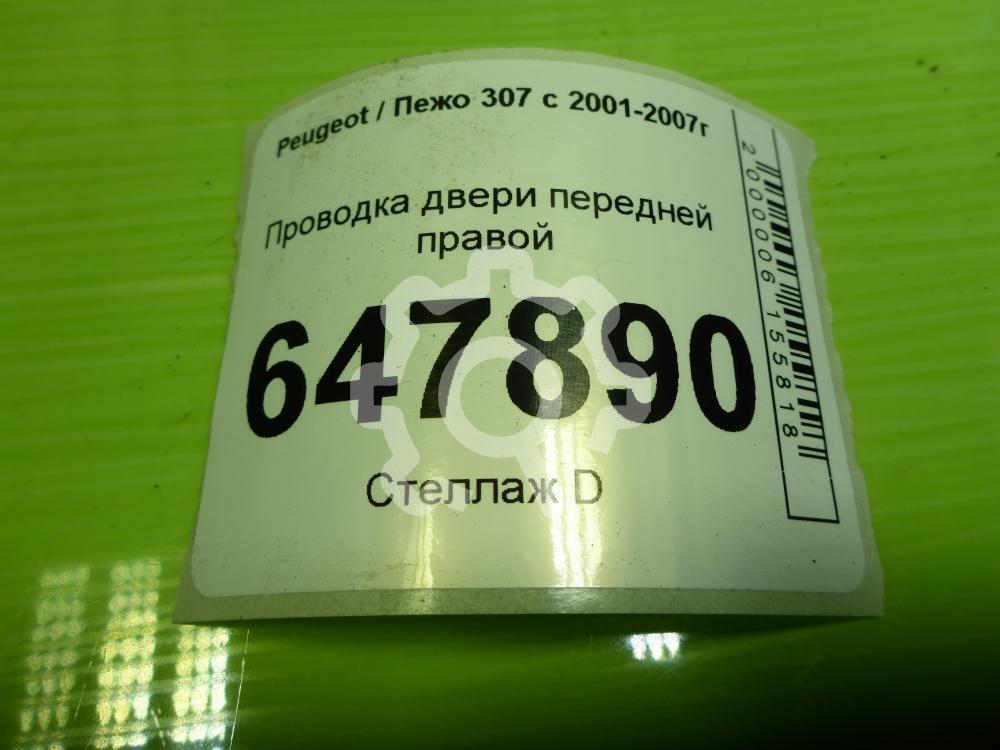 Peugeot / Пежо 307 с 2001-2007г
Проводка двери передней
правой
647890
Стеллаж D
2000006155818